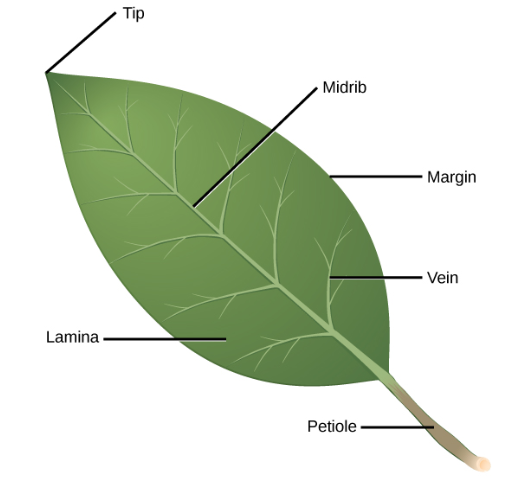 Tip
Midrib
Margin
Vein
Lamina
Petiole